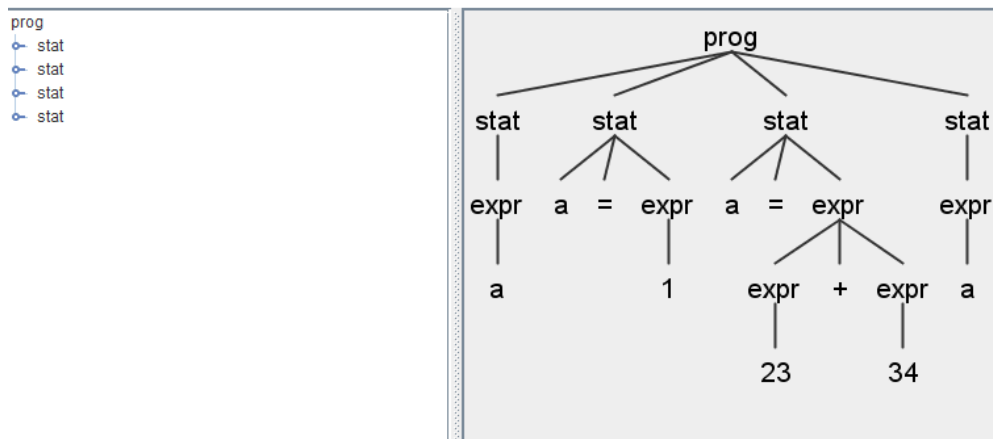 prog
stat
stat
stat
stat
prog
stat stat stat stat
expr a = expr a = expr expr
a 1 expr + expr a
23 34